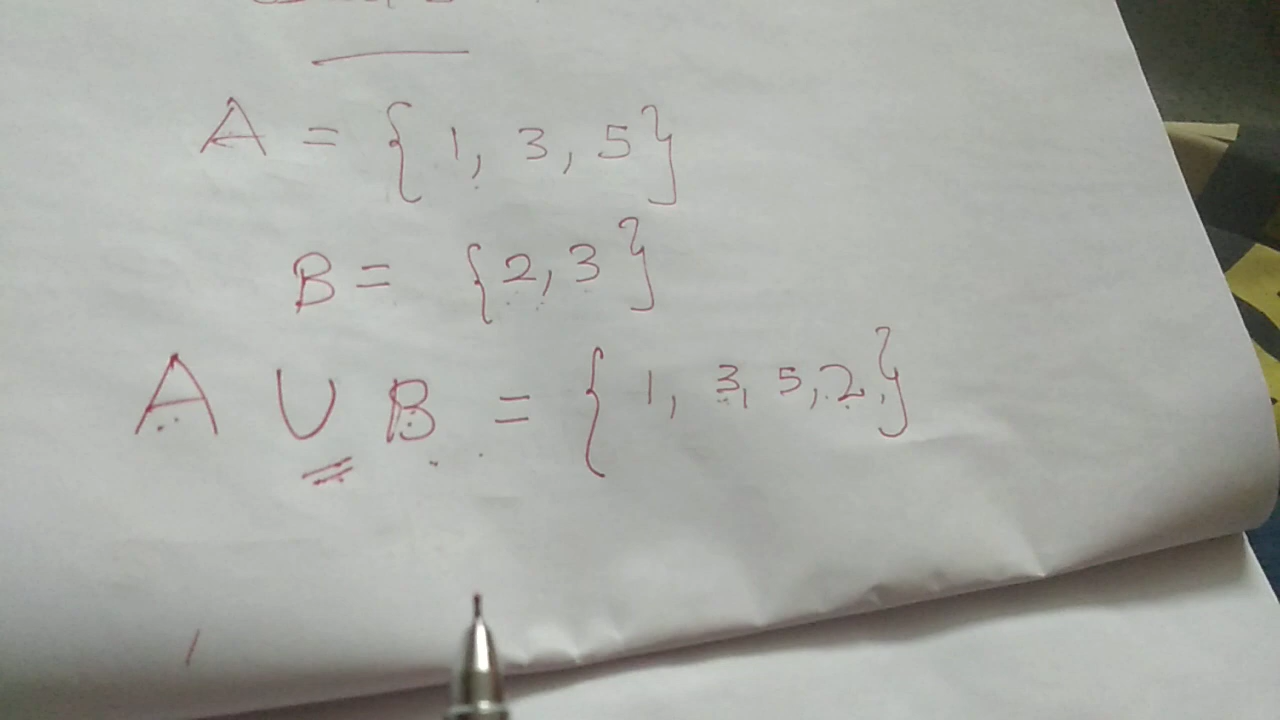 A = { 1, 3, 5 }
B = { 2, 3 }
A ∪ B = { 1, 3, 5, 2, }